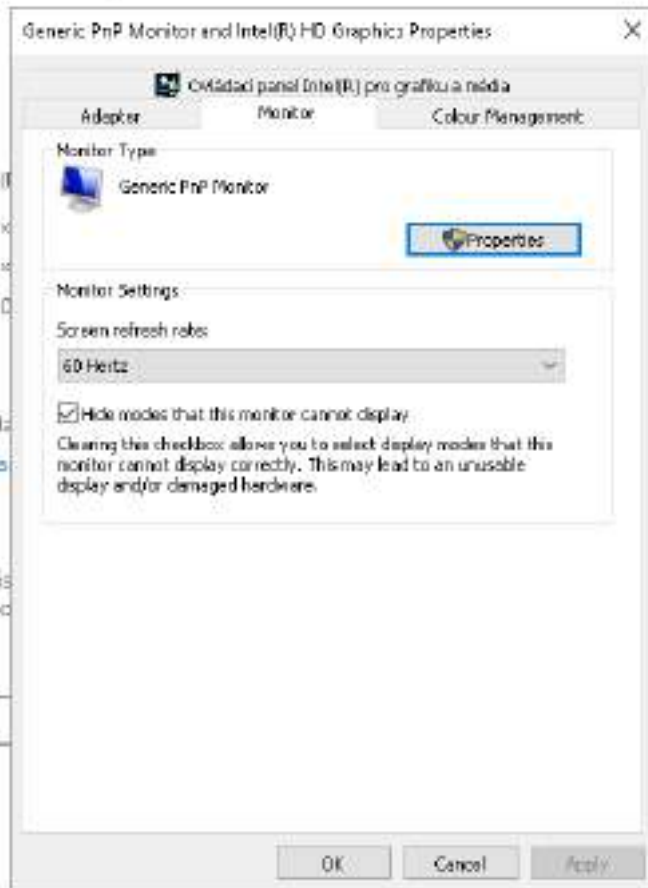 Generic PnP Monitor and Intel(R) HD Graphics Properties
Ovládací panel Intel(R) pro grafiku a média
Adapter
Monitor
Colour Management
Monitor Type
Generic PnP Monitor
Properties
Monitor Settings
Screen refresh rate:
60 Hertz
Hide modes that this monitor cannot display
Clearing this checkbox allows you to select display modes that this
monitor cannot display correctly. This may lead to an unusable
display and/or damaged hardware.
OK
Cancel
Apply